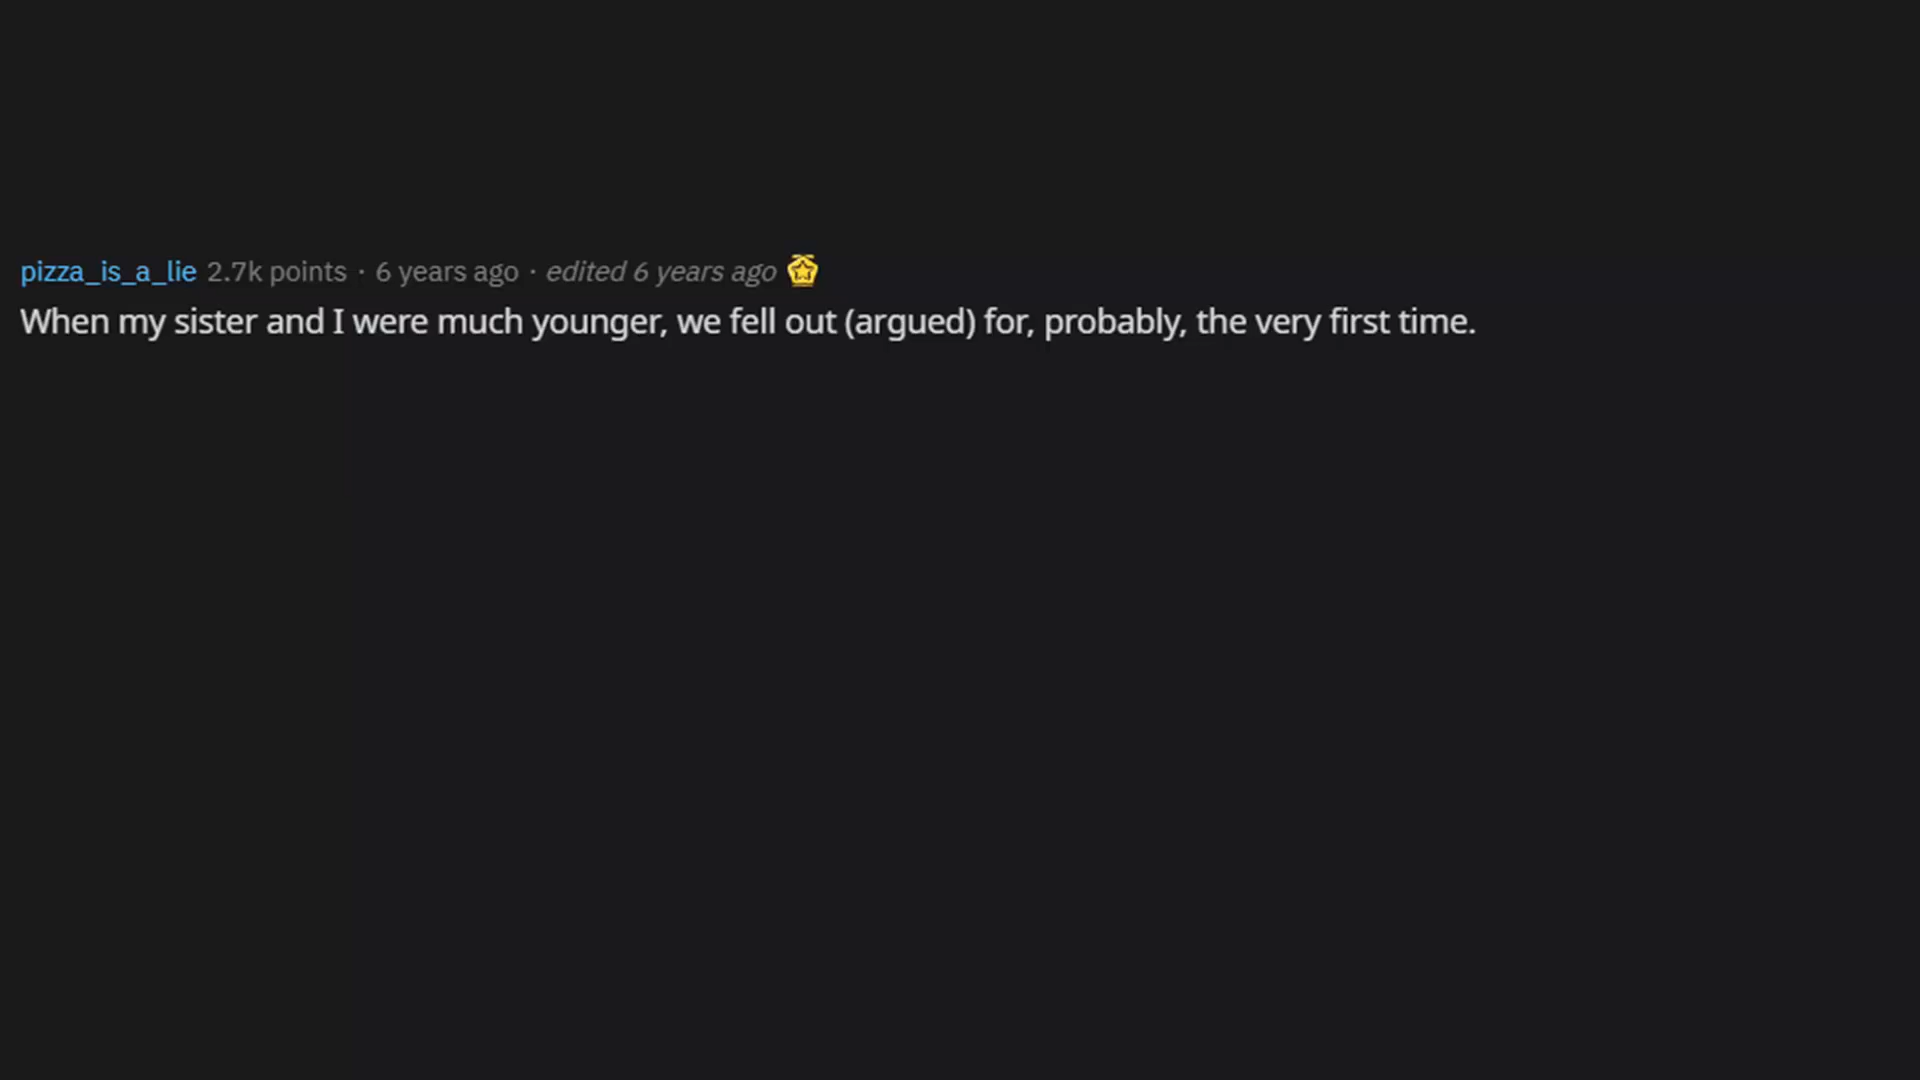 pizza_is_a_lie 2.7k points · 6 years ago · edited 6 years ago
When my sister and I were much younger, we fell out (argued) for, probably, the very first time.